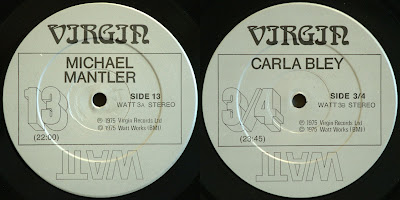 VIRGIN
MICHAEL
MANTLER
SIDE 13
WATT 3A STEREO
13
℗ 1975 Virgin Records Ltd
© 1975 Watt Works (BMI)
(22:00)
WATT
VIRGIN
CARLA BLEY
SIDE 3/4
WATT 3B STEREO
3/4
℗ 1975 Virgin Records Ltd
© 1975 Watt Works (BMI)
(23:45)
WATT